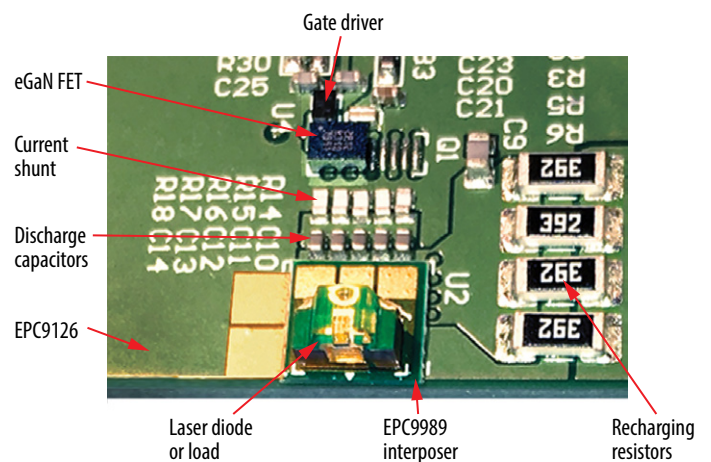 Gate driver
eGaN FET
Current
shunt
Discharge
capacitors
EPC9126
Laser diode
or load
EPC9989
interposer
Recharging
resistors
R30
C25
C23
C20
C21
R3
R5
R6
Q1
C9
U2
R14 C10
R15 C11
R16 C12
R17 C13
R18 C14
392
392
392
392